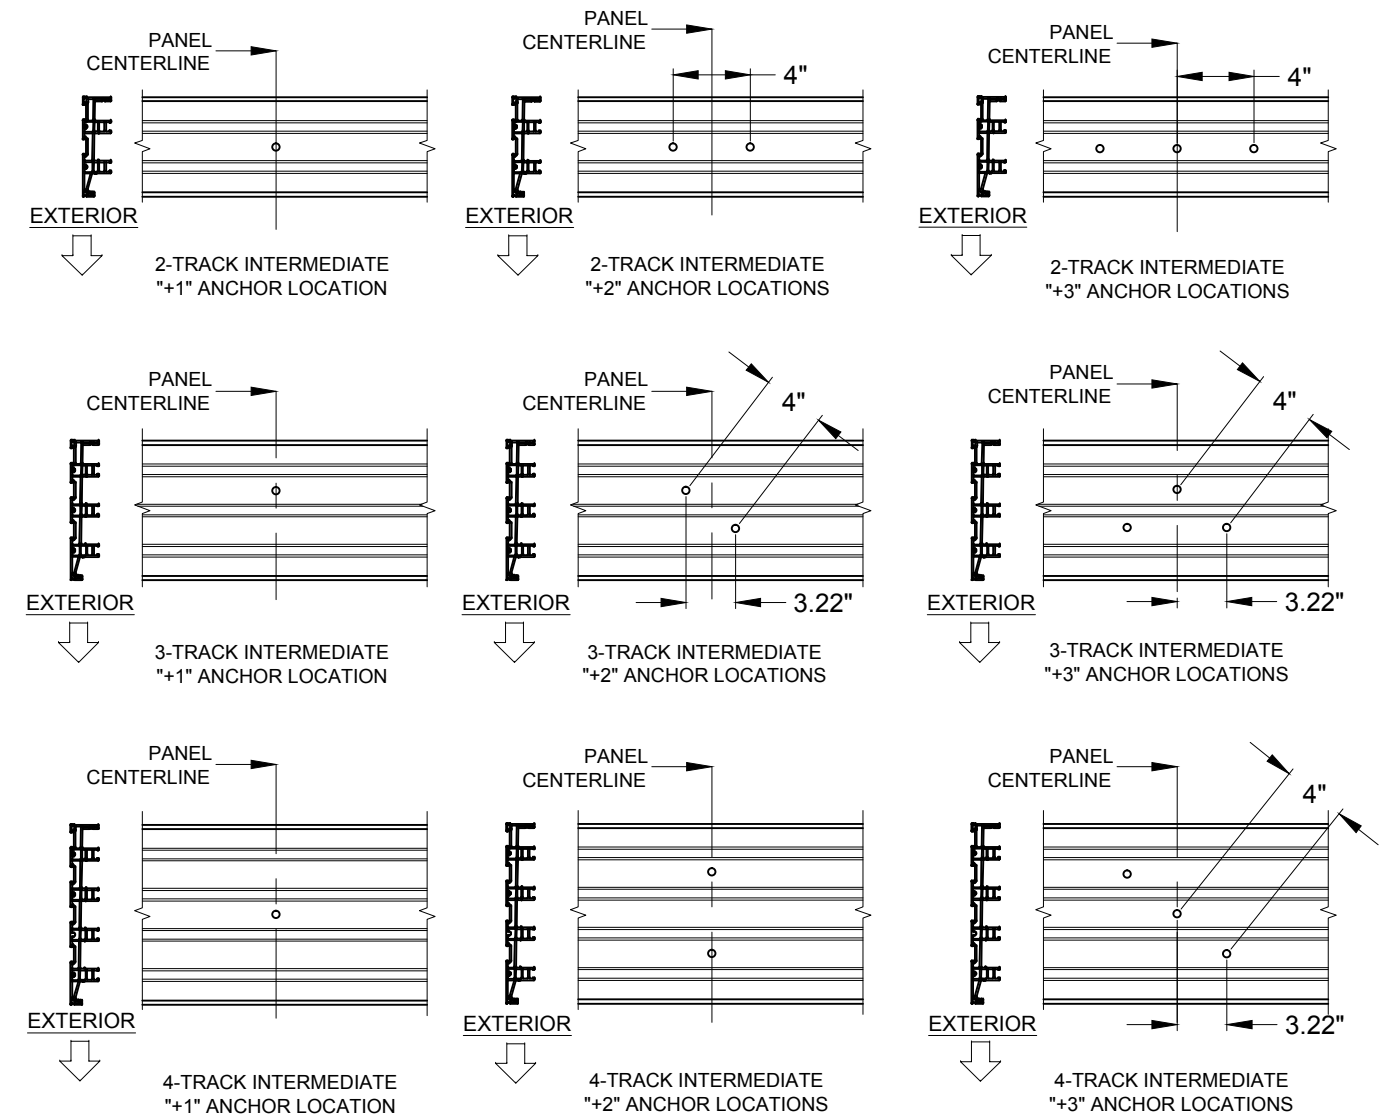 PANEL
CENTERLINE
EXTERIOR
2-TRACK INTERMEDIATE
"+1" ANCHOR LOCATION
PANEL
CENTERLINE
4"
EXTERIOR
2-TRACK INTERMEDIATE
"+2" ANCHOR LOCATIONS
PANEL
CENTERLINE
4"
EXTERIOR
2-TRACK INTERMEDIATE
"+3" ANCHOR LOCATIONS
PANEL
CENTERLINE
EXTERIOR
3-TRACK INTERMEDIATE
"+1" ANCHOR LOCATION
PANEL
CENTERLINE
4"
EXTERIOR
3.22"
3-TRACK INTERMEDIATE
"+2" ANCHOR LOCATIONS
PANEL
CENTERLINE
4"
EXTERIOR
3.22"
3-TRACK INTERMEDIATE
"+3" ANCHOR LOCATIONS
PANEL
CENTERLINE
EXTERIOR
4-TRACK INTERMEDIATE
"+1" ANCHOR LOCATION
PANEL
CENTERLINE
EXTERIOR
4-TRACK INTERMEDIATE
"+2" ANCHOR LOCATIONS
PANEL
CENTERLINE
4"
EXTERIOR
3.22"
4-TRACK INTERMEDIATE
"+3" ANCHOR LOCATIONS